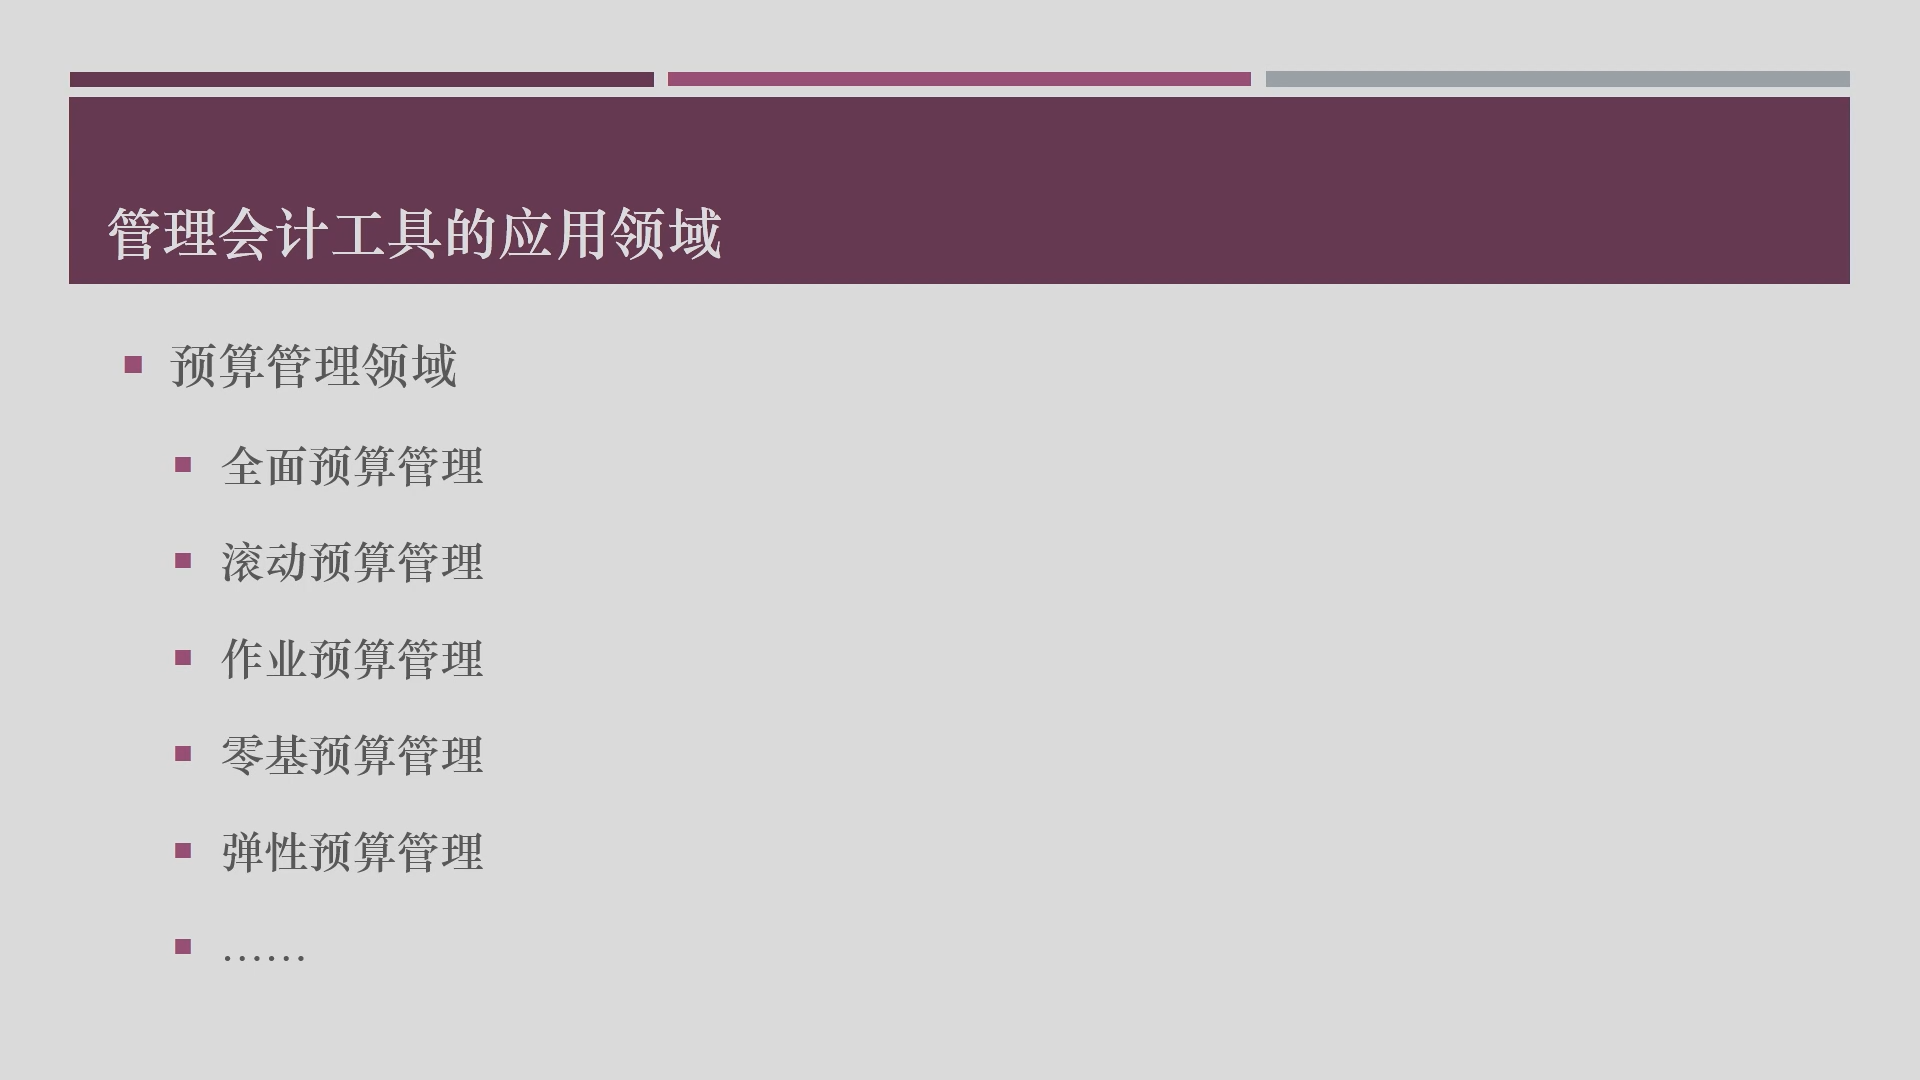 管理会计工具的应用领域
预算管理领域
全面预算管理
滚动预算管理
作业预算管理
零基预算管理
弹性预算管理
……